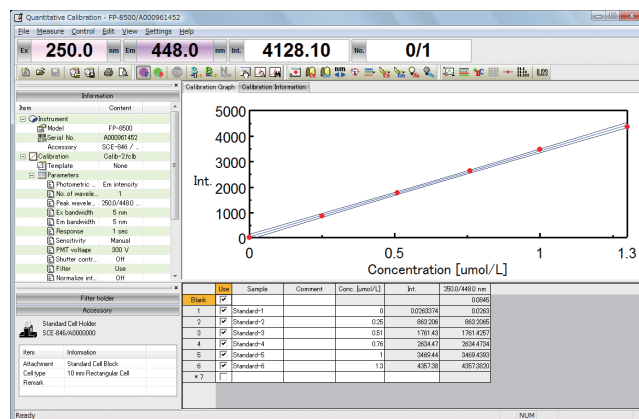 Quantitative Calibration - FP-8500/A000961452
File Measure Control Edit View Settings Help
Ex 250.0 nm Em 448.0 nm Int. 4128.10 No. 0/1
Information
Item Content
Instrument
Model FP-8500
Serial No. A000961452
Accessory SCE-846 / ...
Calibration Calib-2.fclb
Template None
Parameters
Photometric ... Em intensity
No. of wavele... 1
Peak wavele... 250.0/448.0 ...
Ex bandwidth 5 nm
Em bandwidth 5 nm
Response 1 sec
Sensitivity Manual
PMT voltage 300 V
Shutter contr... Off
Filter Use
Normalize int... Off
Filter holder
Accessory
Standard Cell Holder
SCE-846/A0000000
Item Information
Attachment Standard Cell Block
Cell type 10 mm Rectangular Cell
Remark
Calibration Graph Calibration Information
5000
4000
3000
Int.
2000
1000
0
0 0.5 1 1.3
Concentration [umol/L]
Use Sample Comment Conc. [umol/L] Int. 250.0/448.0 nm
Blank 0.0845
1 Standard-1 0 0.0263374 0.0263
2 Standard-2 0.25 863.206 863.2065
3 Standard-3 0.51 1761.43 1761.4257
4 Standard-4 0.76 2634.47 2634.4734
5 Standard-5 1 3469.44 3469.4393
6 Standard-6 1.3 4357.38 4357.3820
* 7
Ready NUM